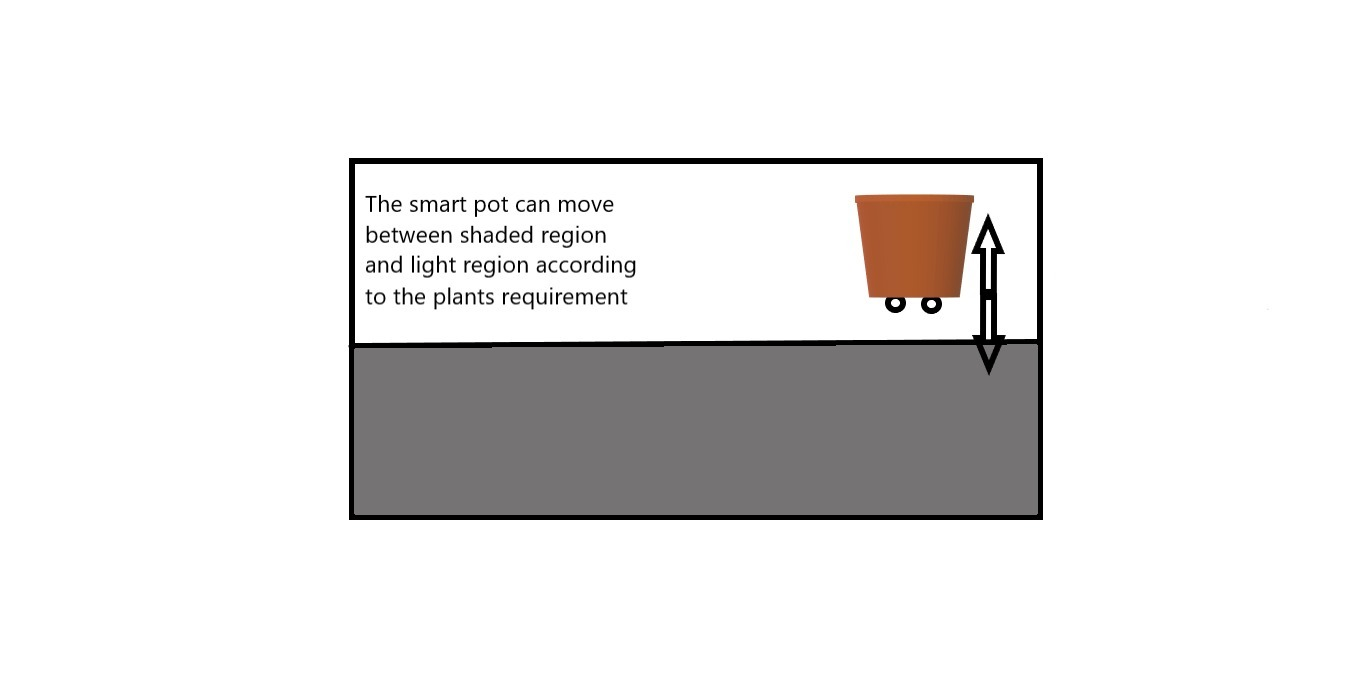 The smart pot can move
between shaded region
and light region according
to the plants requirement